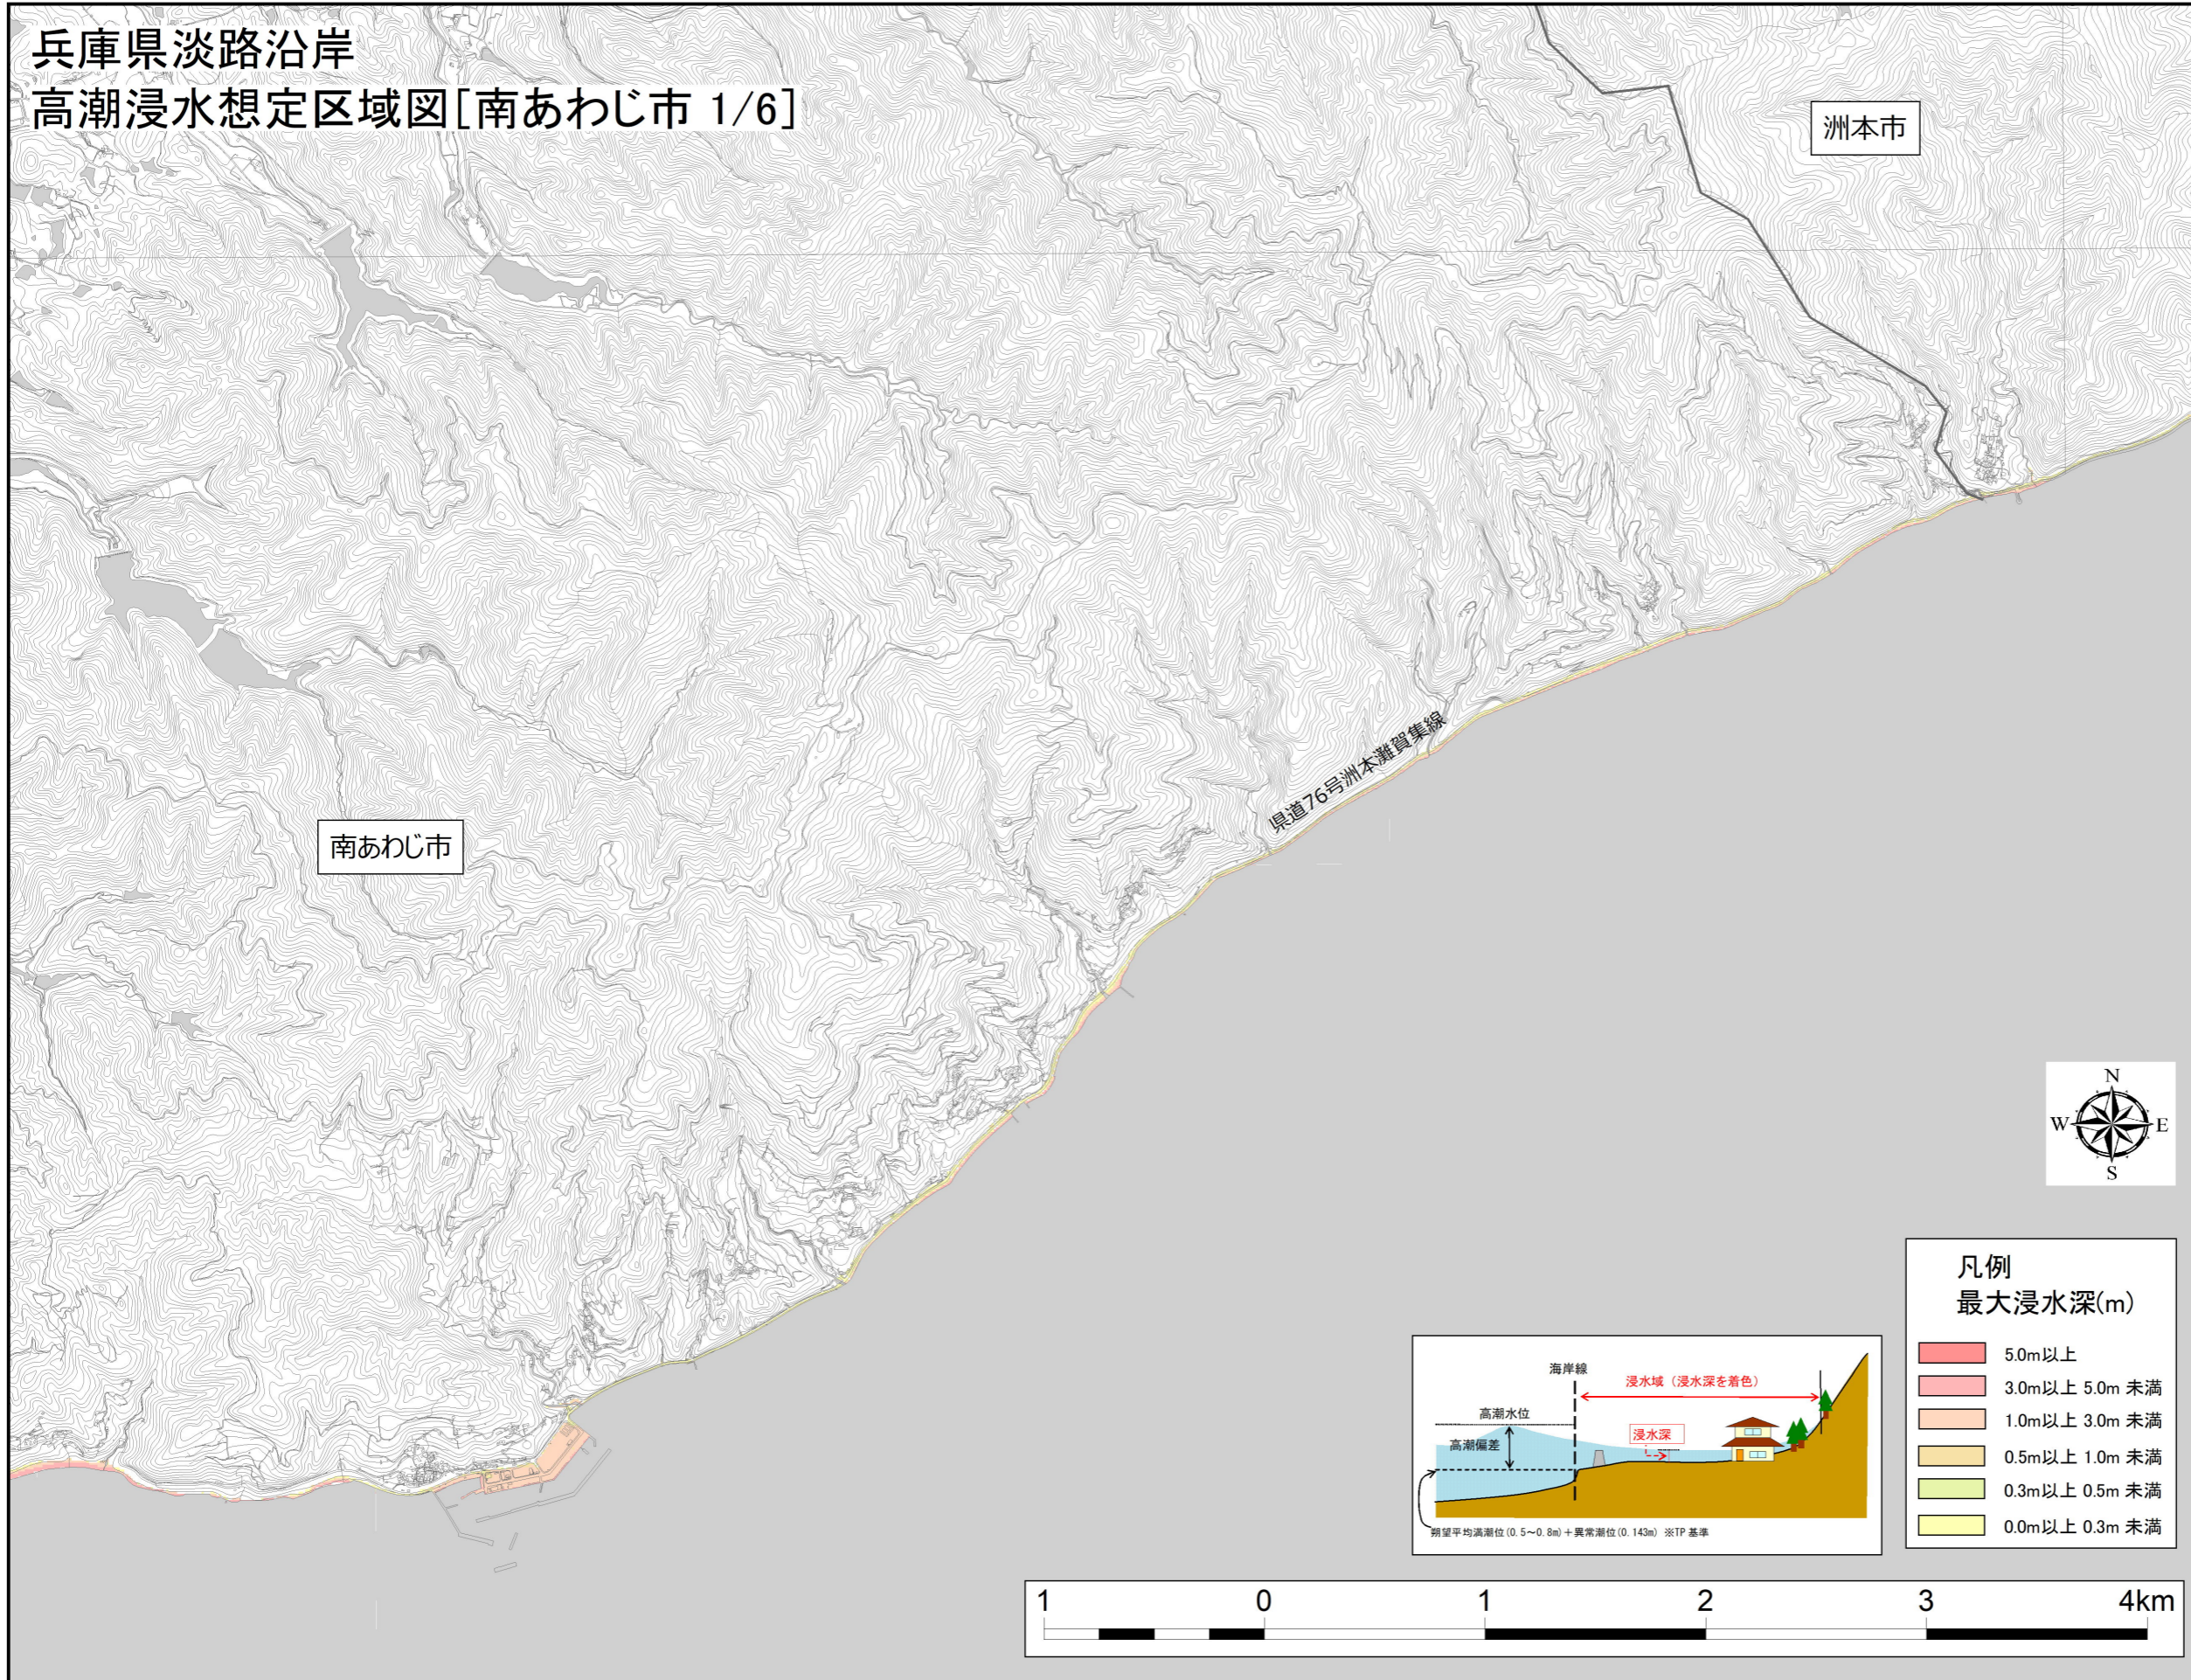 兵庫県淡路沿岸
高潮浸水想定区域図[南あわじ市 1/6]
洲本市
県道76号洲本灘賀集線
南あわじ市
N
W E
S
凡例
最大浸水深(m)
5.0m以上
3.0m以上 5.0m 未満
1.0m以上 3.0m 未満
0.5m以上 1.0m 未満
0.3m以上 0.5m 未満
0.0m以上 0.3m 未満
海岸線
浸水域（浸水深を着色）
高潮水位
高潮偏差
浸水深
朔望平均満潮位(0.5～0.8m)＋異常潮位(0.143m) ※TP 基準
1 0 1 2 3 4km